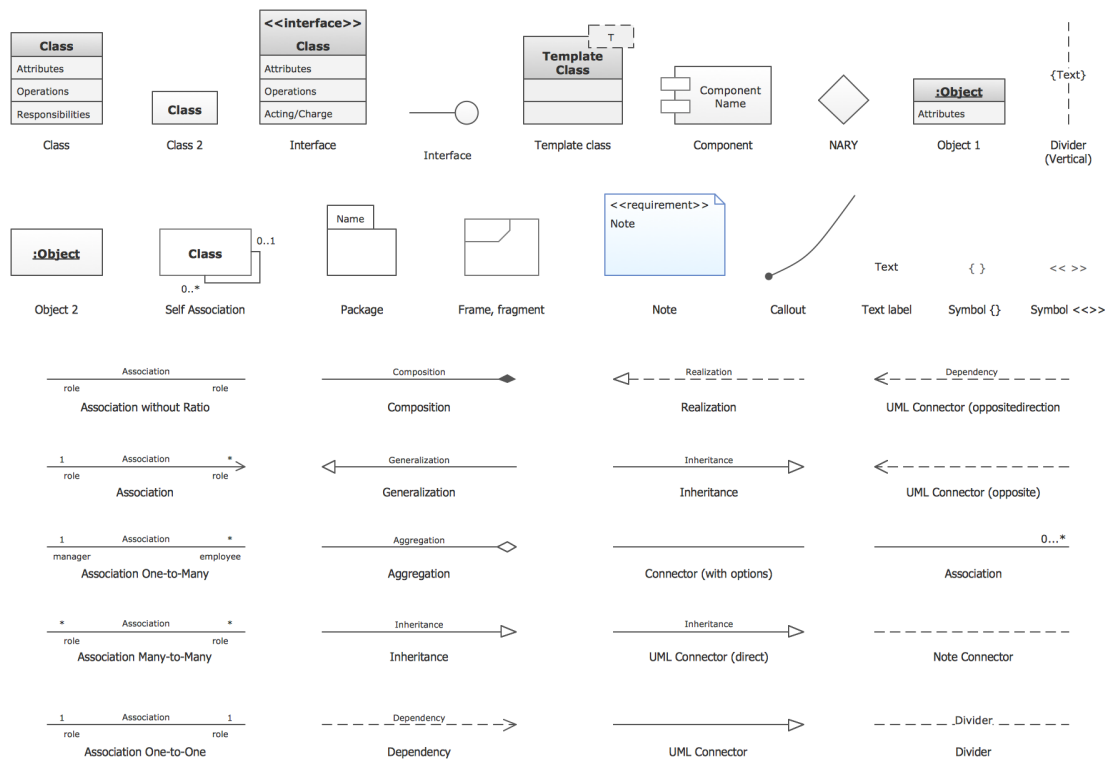 Class
Attributes
Operations
Responsibilities
Class
Class
Class 2
<<interface>>
Class
Attributes
Operations
Acting/Charge
Interface
Interface
T
Template
Class
Template class
Component
Name
Component
NARY
:Object
Attributes
Object 1
{Text}
Divider
(Vertical)
:Object
Object 2
Class
0..1
0..*
Self Association
Name
Package
Frame, fragment
<<requirement>>
Note
Note
Callout
Text
Text label
{ }
Symbol {}
<< >>
Symbol <<>>
Association
role role
Association without Ratio
Composition
Composition
Realization
Realization
Dependency
UML Connector (oppositedirection
1 Association *
role role
Association
Generalization
Generalization
Inheritance
Inheritance
UML Connector (opposite)
1 Association *
manager employee
Association One-to-Many
Aggregation
Aggregation
Connector (with options)
0...*
Association
* Association *
role role
Association Many-to-Many
Inheritance
Inheritance
Inheritance
UML Connector (direct)
Note Connector
1 Association 1
role role
Association One-to-One
Dependency
Dependency
UML Connector
Divider
Divider